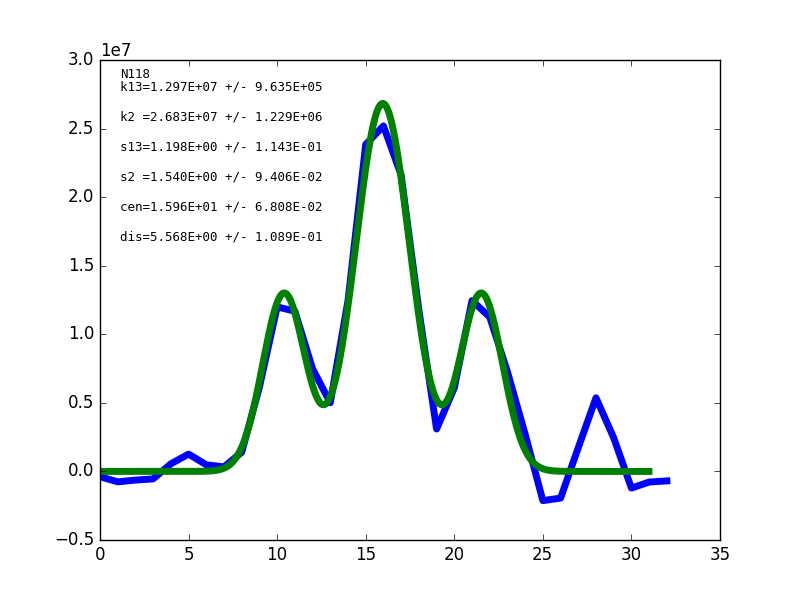 1e7
3.0
2.5
2.0
1.5
1.0
0.5
0.0
−0.5
N118
k13=1.297E+07 +/- 9.635E+05
k2 =2.683E+07 +/- 1.229E+06
s13=1.198E+00 +/- 1.143E-01
s2 =1.540E+00 +/- 9.406E-02
cen=1.596E+01 +/- 6.808E-02
dis=5.568E+00 +/- 1.089E-01
0 5 10 15 20 25 30 35